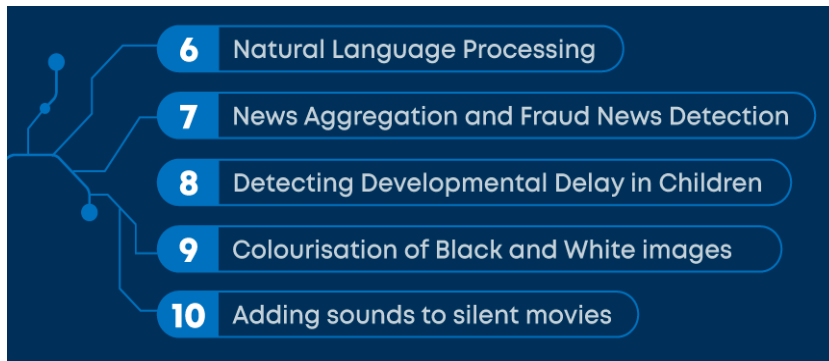 6 Natural Language Processing
7 News Aggregation and Fraud News Detection
8 Detecting Developmental Delay in Children
9 Colourisation of Black and White images
10 Adding sounds to silent movies